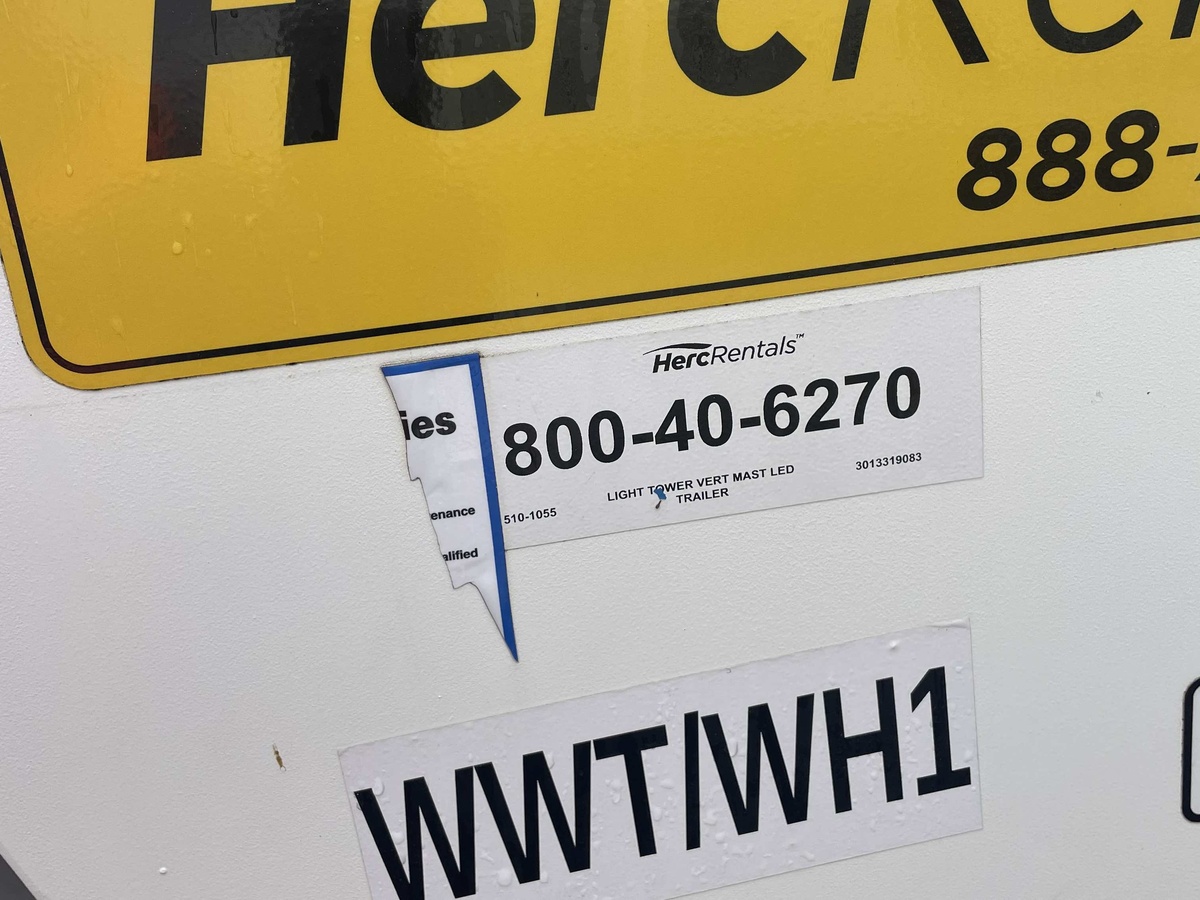 HercRe
888-
HercRentals™
800-40-6270
LIGHT TOWER VERT MAST LED
TRAILER
510-1055
3013319083
ies
enance
alified
WWT/WH1